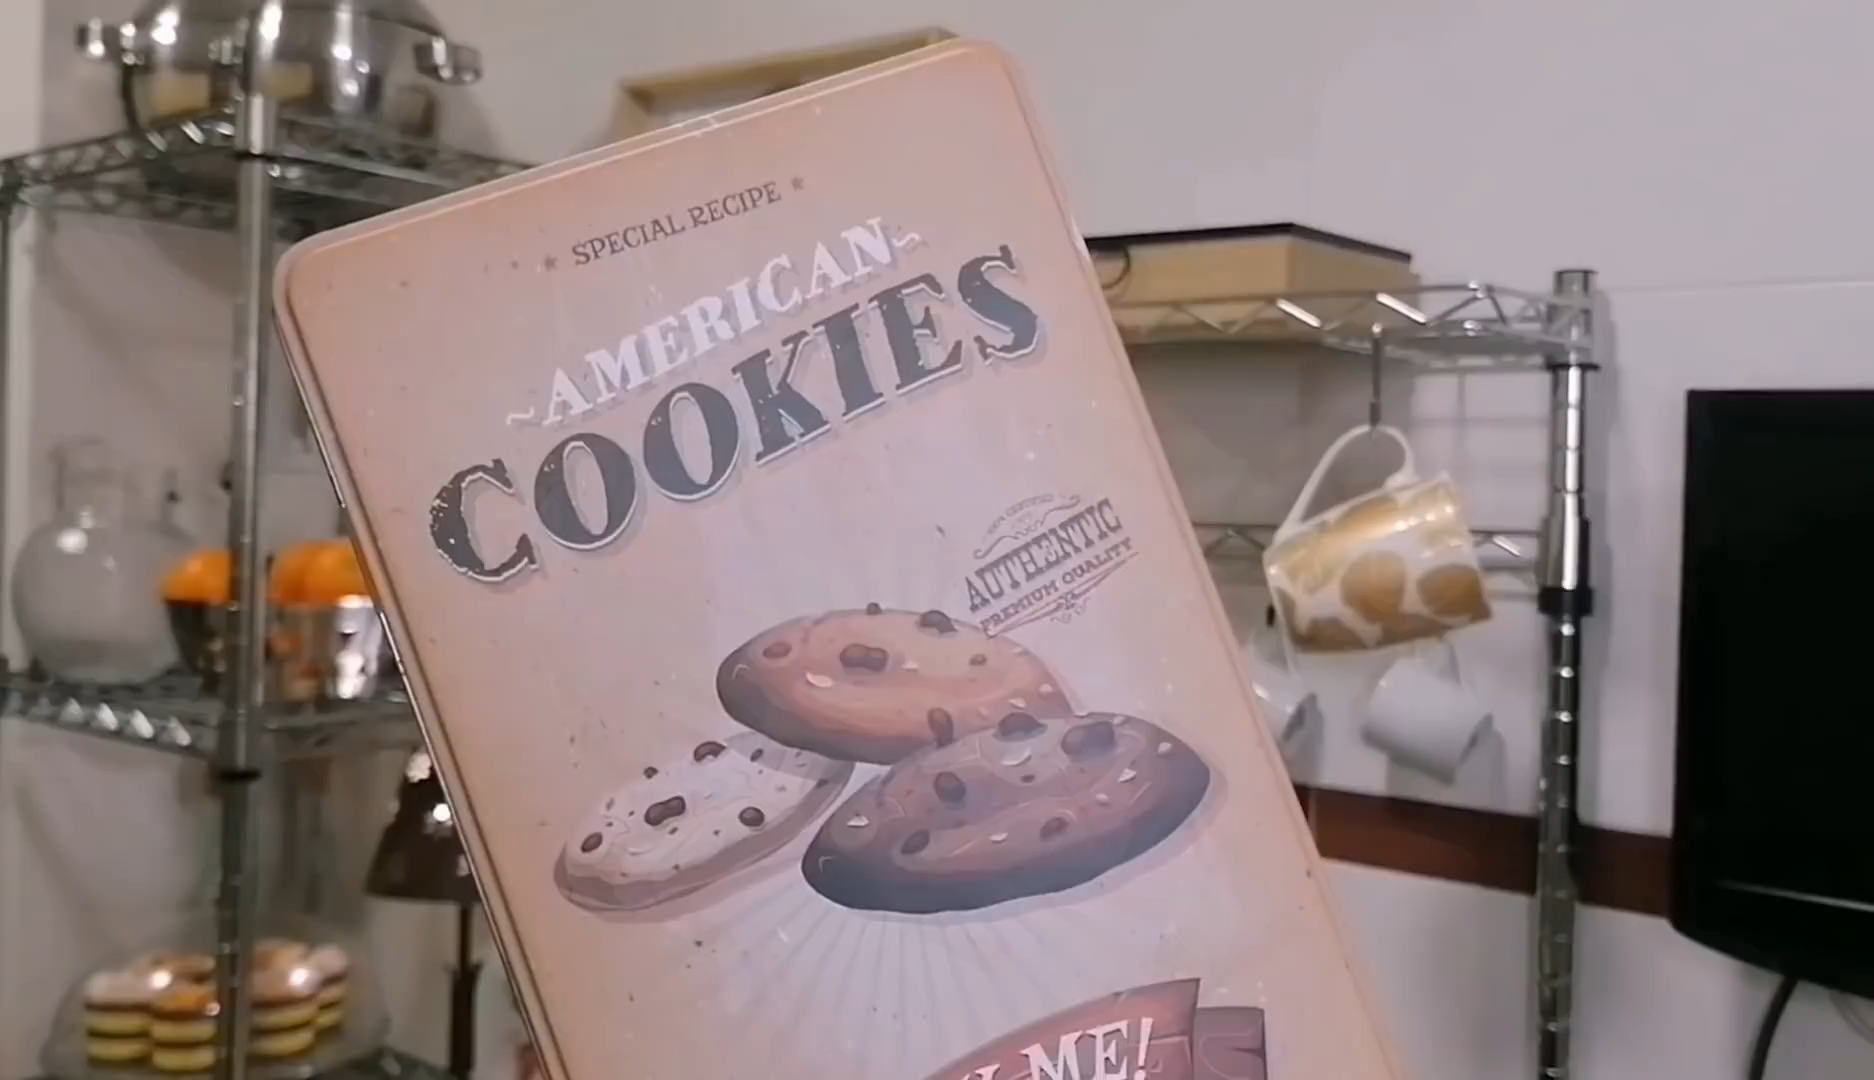 SPECIAL RECIPE
~AMERICAN~
COOKIES
AUTHENTIC
PREMIUM QUALITY
ME!